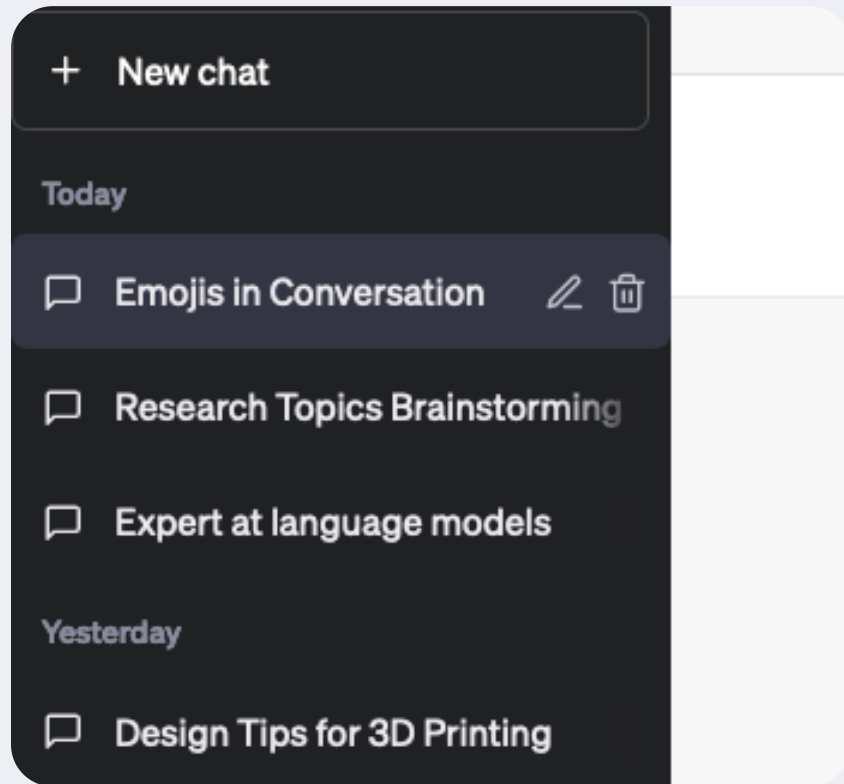 New chat
Today
Emojis in Conversation
Research Topics Brainstorming
Expert at language models
Yesterday
Design Tips for 3D Printing